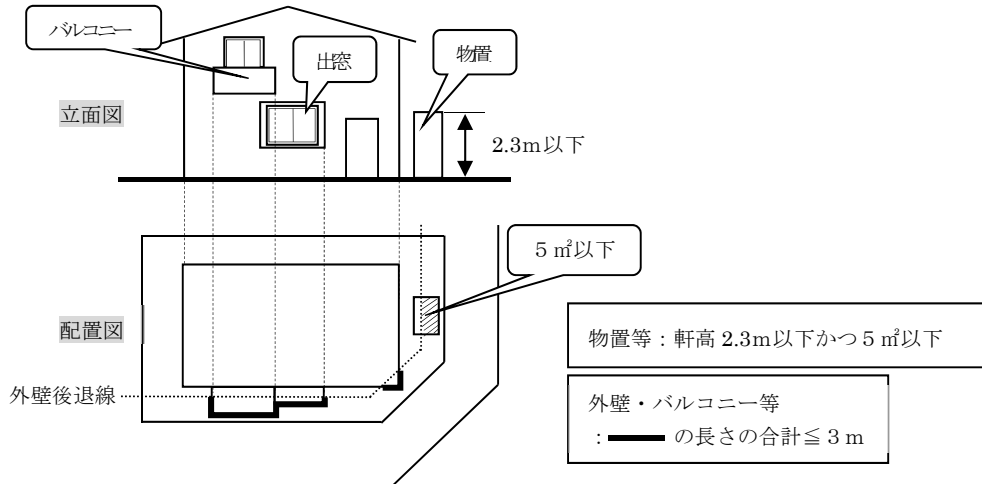 バルコニー
出窓
物置
立面図
2.3m以下
5㎡以下
配置図
物置等：軒高 2.3m以下かつ5㎡以下
外壁後退線
外壁・バルコニー等
：の長さの合計≦3m